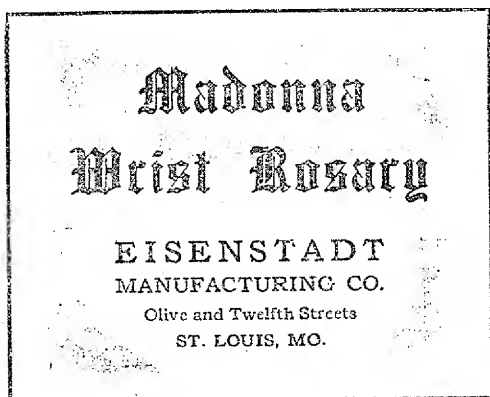 Madonna
Wrist Rosary
EISENSTADT
MANUFACTURING CO.
Olive and Twelfth Streets
ST. LOUIS, MO.